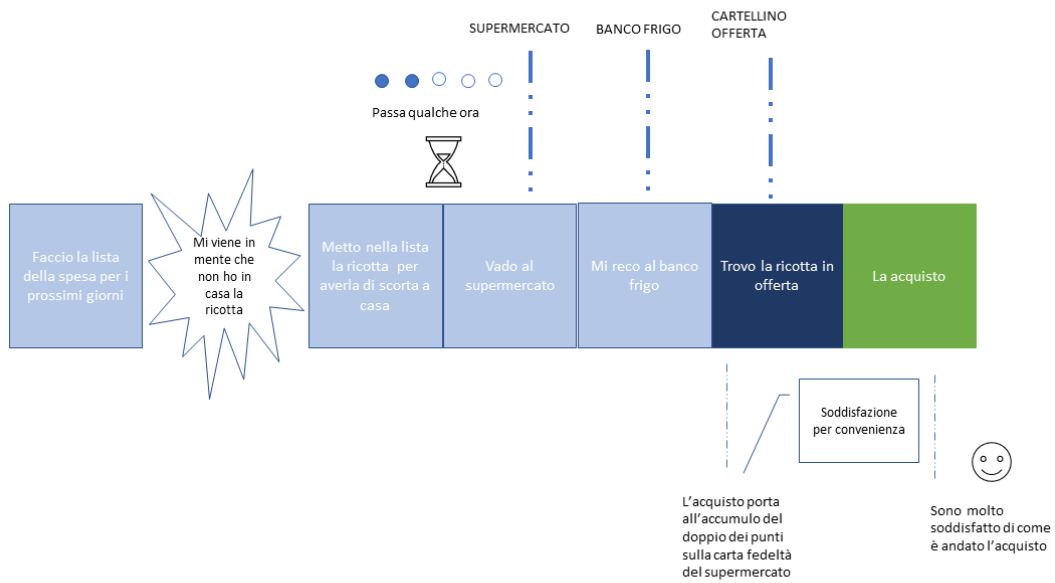 SUPERMERCATO
BANCO FRIGO
CARTELLINO
OFFERTA
Passa qualche ora
Faccio la lista
della spesa per i
prossimi giorni
Mi viene in
mente che
non ho in
casa la
ricotta
Metto nella lista
la ricotta per
averla di scorta a
casa
Vado al
supermercato
Mi reco al banco
frigo
Trovo la ricotta in
offerta
La acquisto
Soddisfazione
per convenienza
L'acquisto porta
all'accumulo del
doppio dei punti
sulla carta fedeltà
del supermercato
Sono molto
soddisfatto di come
è andato l'acquisto